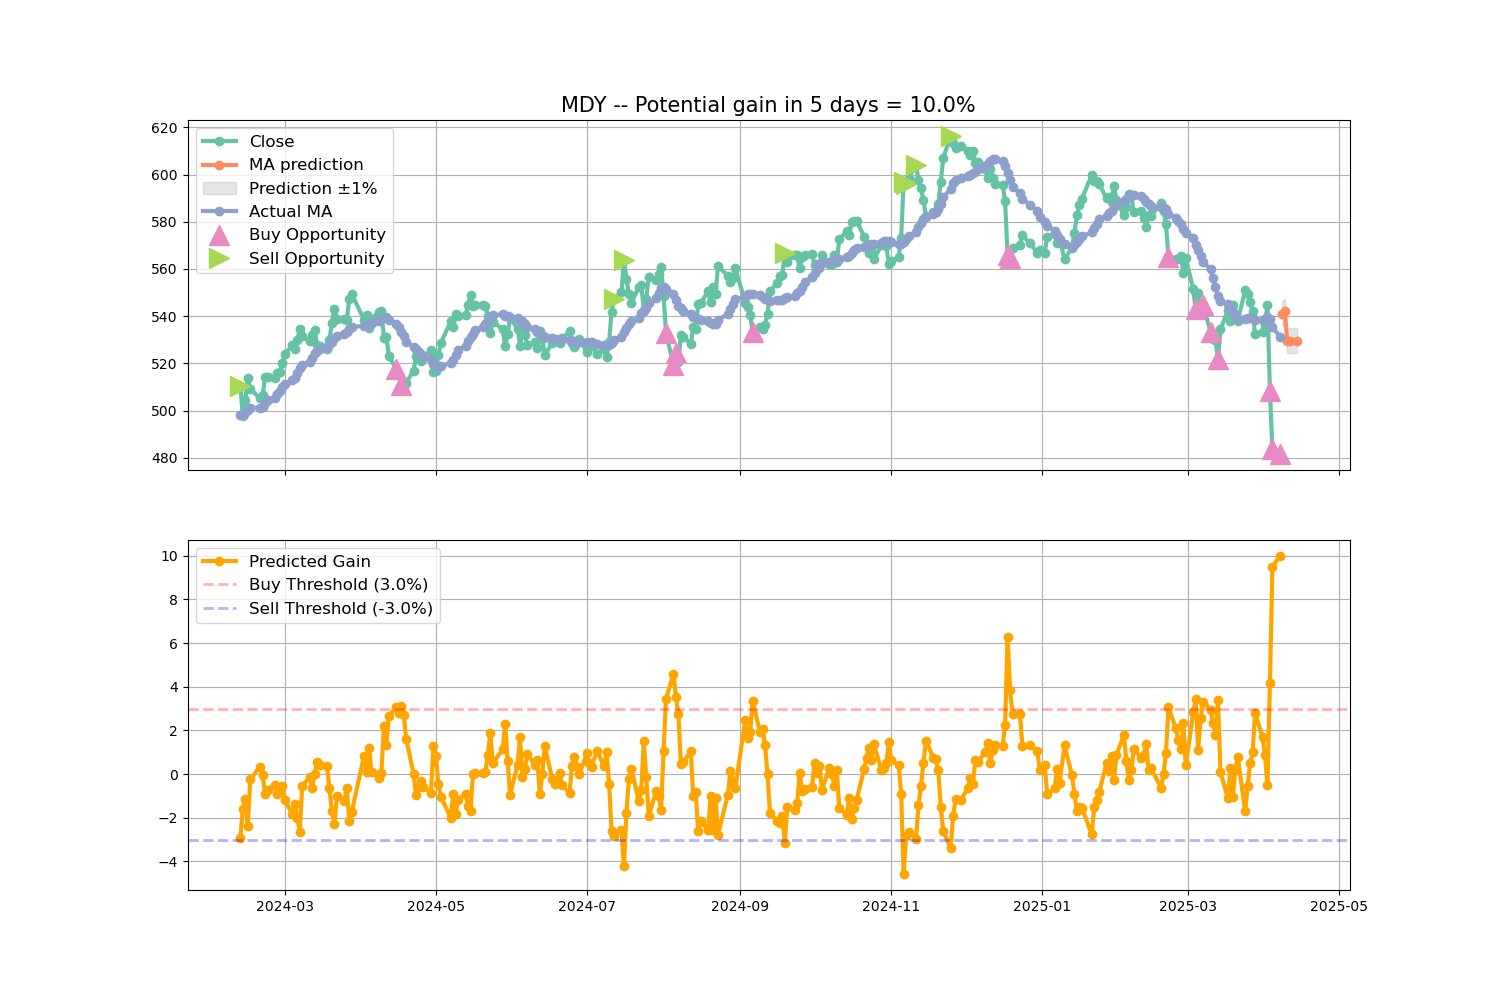 MDY -- Potential gain in 5 days = 10.0%
620
600
580
560
540
520
500
480
Close
MA prediction
Prediction ±1%
Actual MA
Buy Opportunity
Sell Opportunity
10
8
6
4
2
0
−2
−4
Predicted Gain
Buy Threshold (3.0%)
Sell Threshold (-3.0%)
2024-03
2024-05
2024-07
2024-09
2024-11
2025-01
2025-03
2025-05